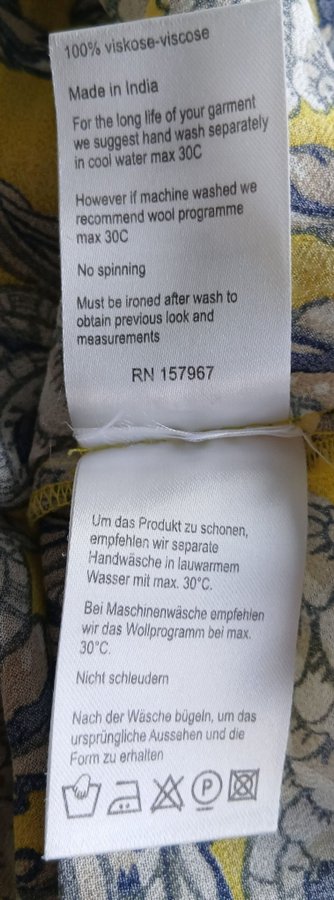 100% viskose-viscose
Made in India
For the long life of your garment
we suggest hand wash separately
in cool water max 30C
However if machine washed we
recommend wool programme
max 30C
No spinning
Must be ironed after wash to
obtain previous look and
measurements
RN 157967
Um das Produkt zu schonen,
empfehlen wir separate
Handwäsche in lauwarmem
Wasser mit max. 30°C.
Bei Maschinenwäsche empfehlen
wir das Wollprogramm bei max.
30°C.
Nicht schleudern
Nach der Wäsche bügeln, um das
ursprüngliche Aussehen und die
Form zu erhalten
P